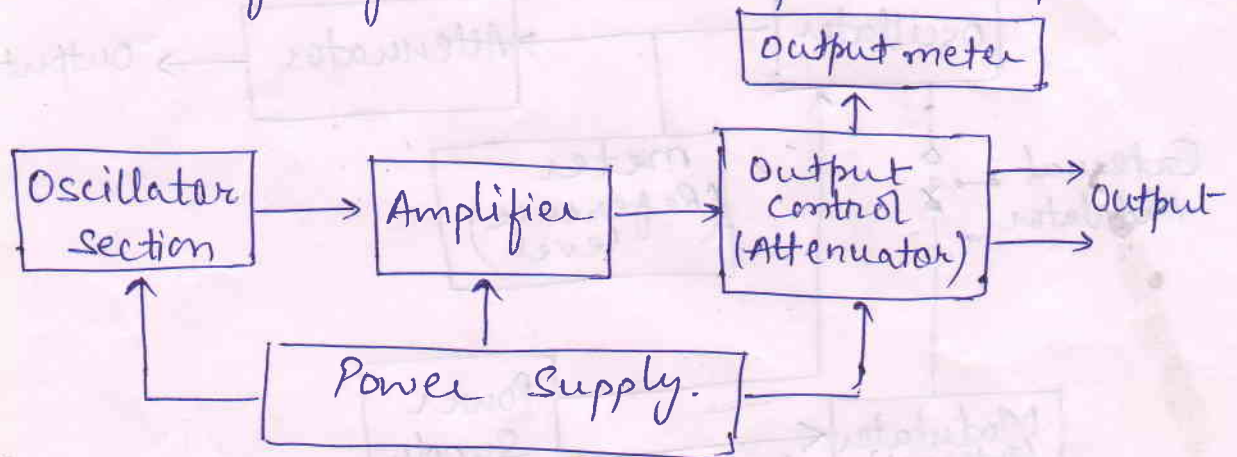 Output meter
Oscillator
section
Amplifier
Output
control
(Attenuator)
Output
Power Supply.